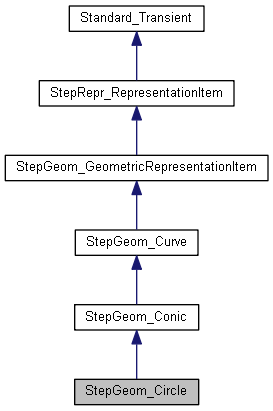 Standard_Transient
StepRepr_RepresentationItem
StepGeom_GeometricRepresentationItem
StepGeom_Curve
StepGeom_Conic
StepGeom_Circle